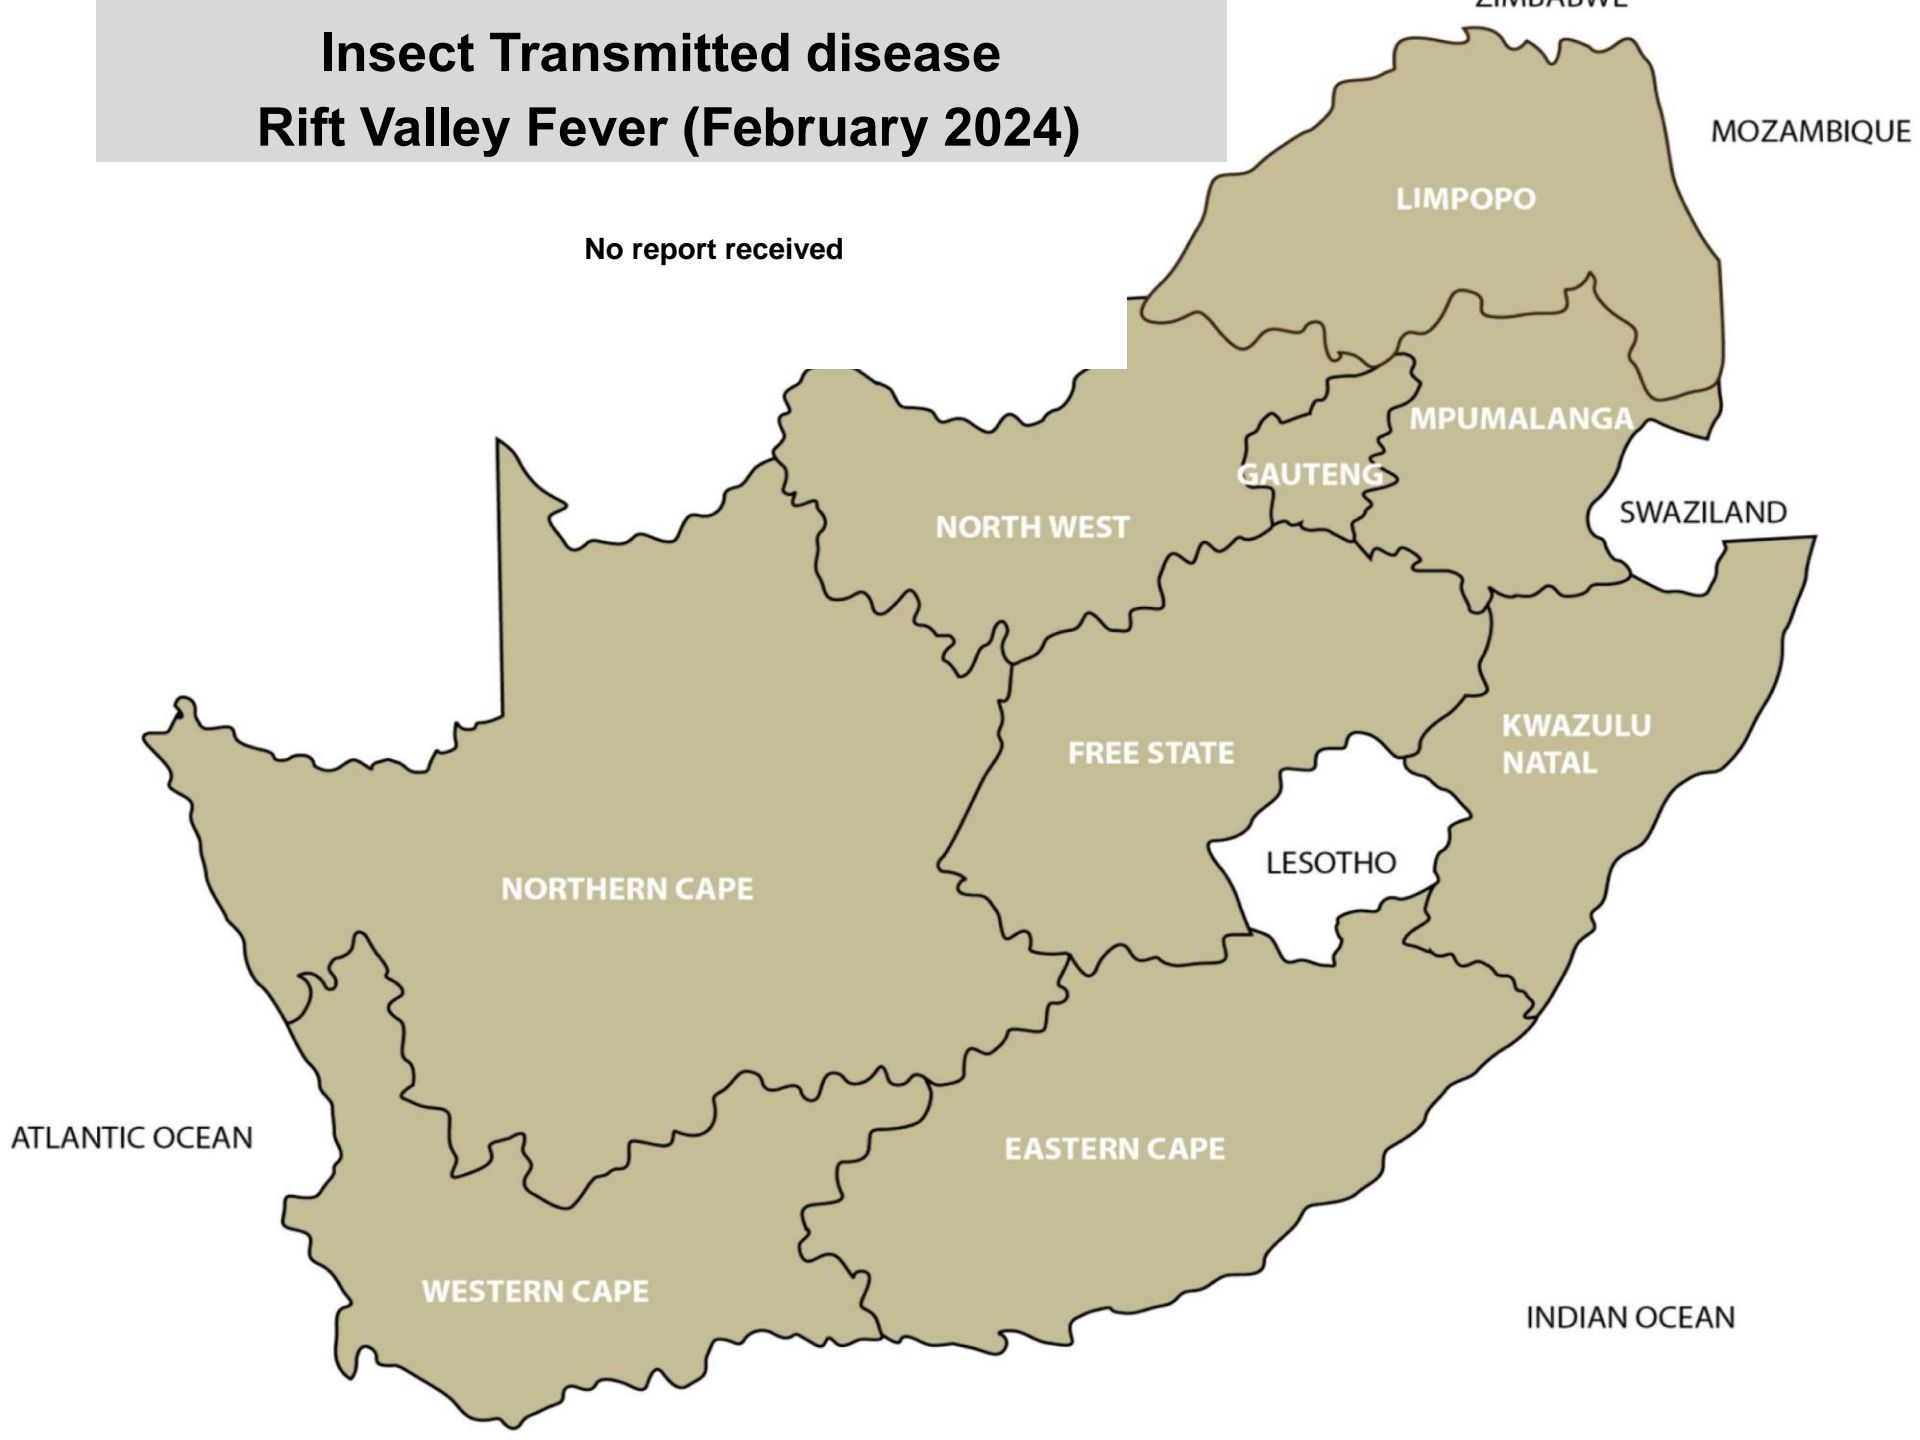 ZIMBABWE
Insect Transmitted disease
Rift Valley Fever (February 2024)
MOZAMBIQUE
LIMPOPO
No report received
MPUMALANGA
GAUTENG
SWAZILAND
NORTH WEST
KWAZULU
NATAL
FREE STATE
LESOTHO
NORTHERN CAPE
ATLANTIC OCEAN
EASTERN CAPE
WESTERN CAPE
INDIAN OCEAN